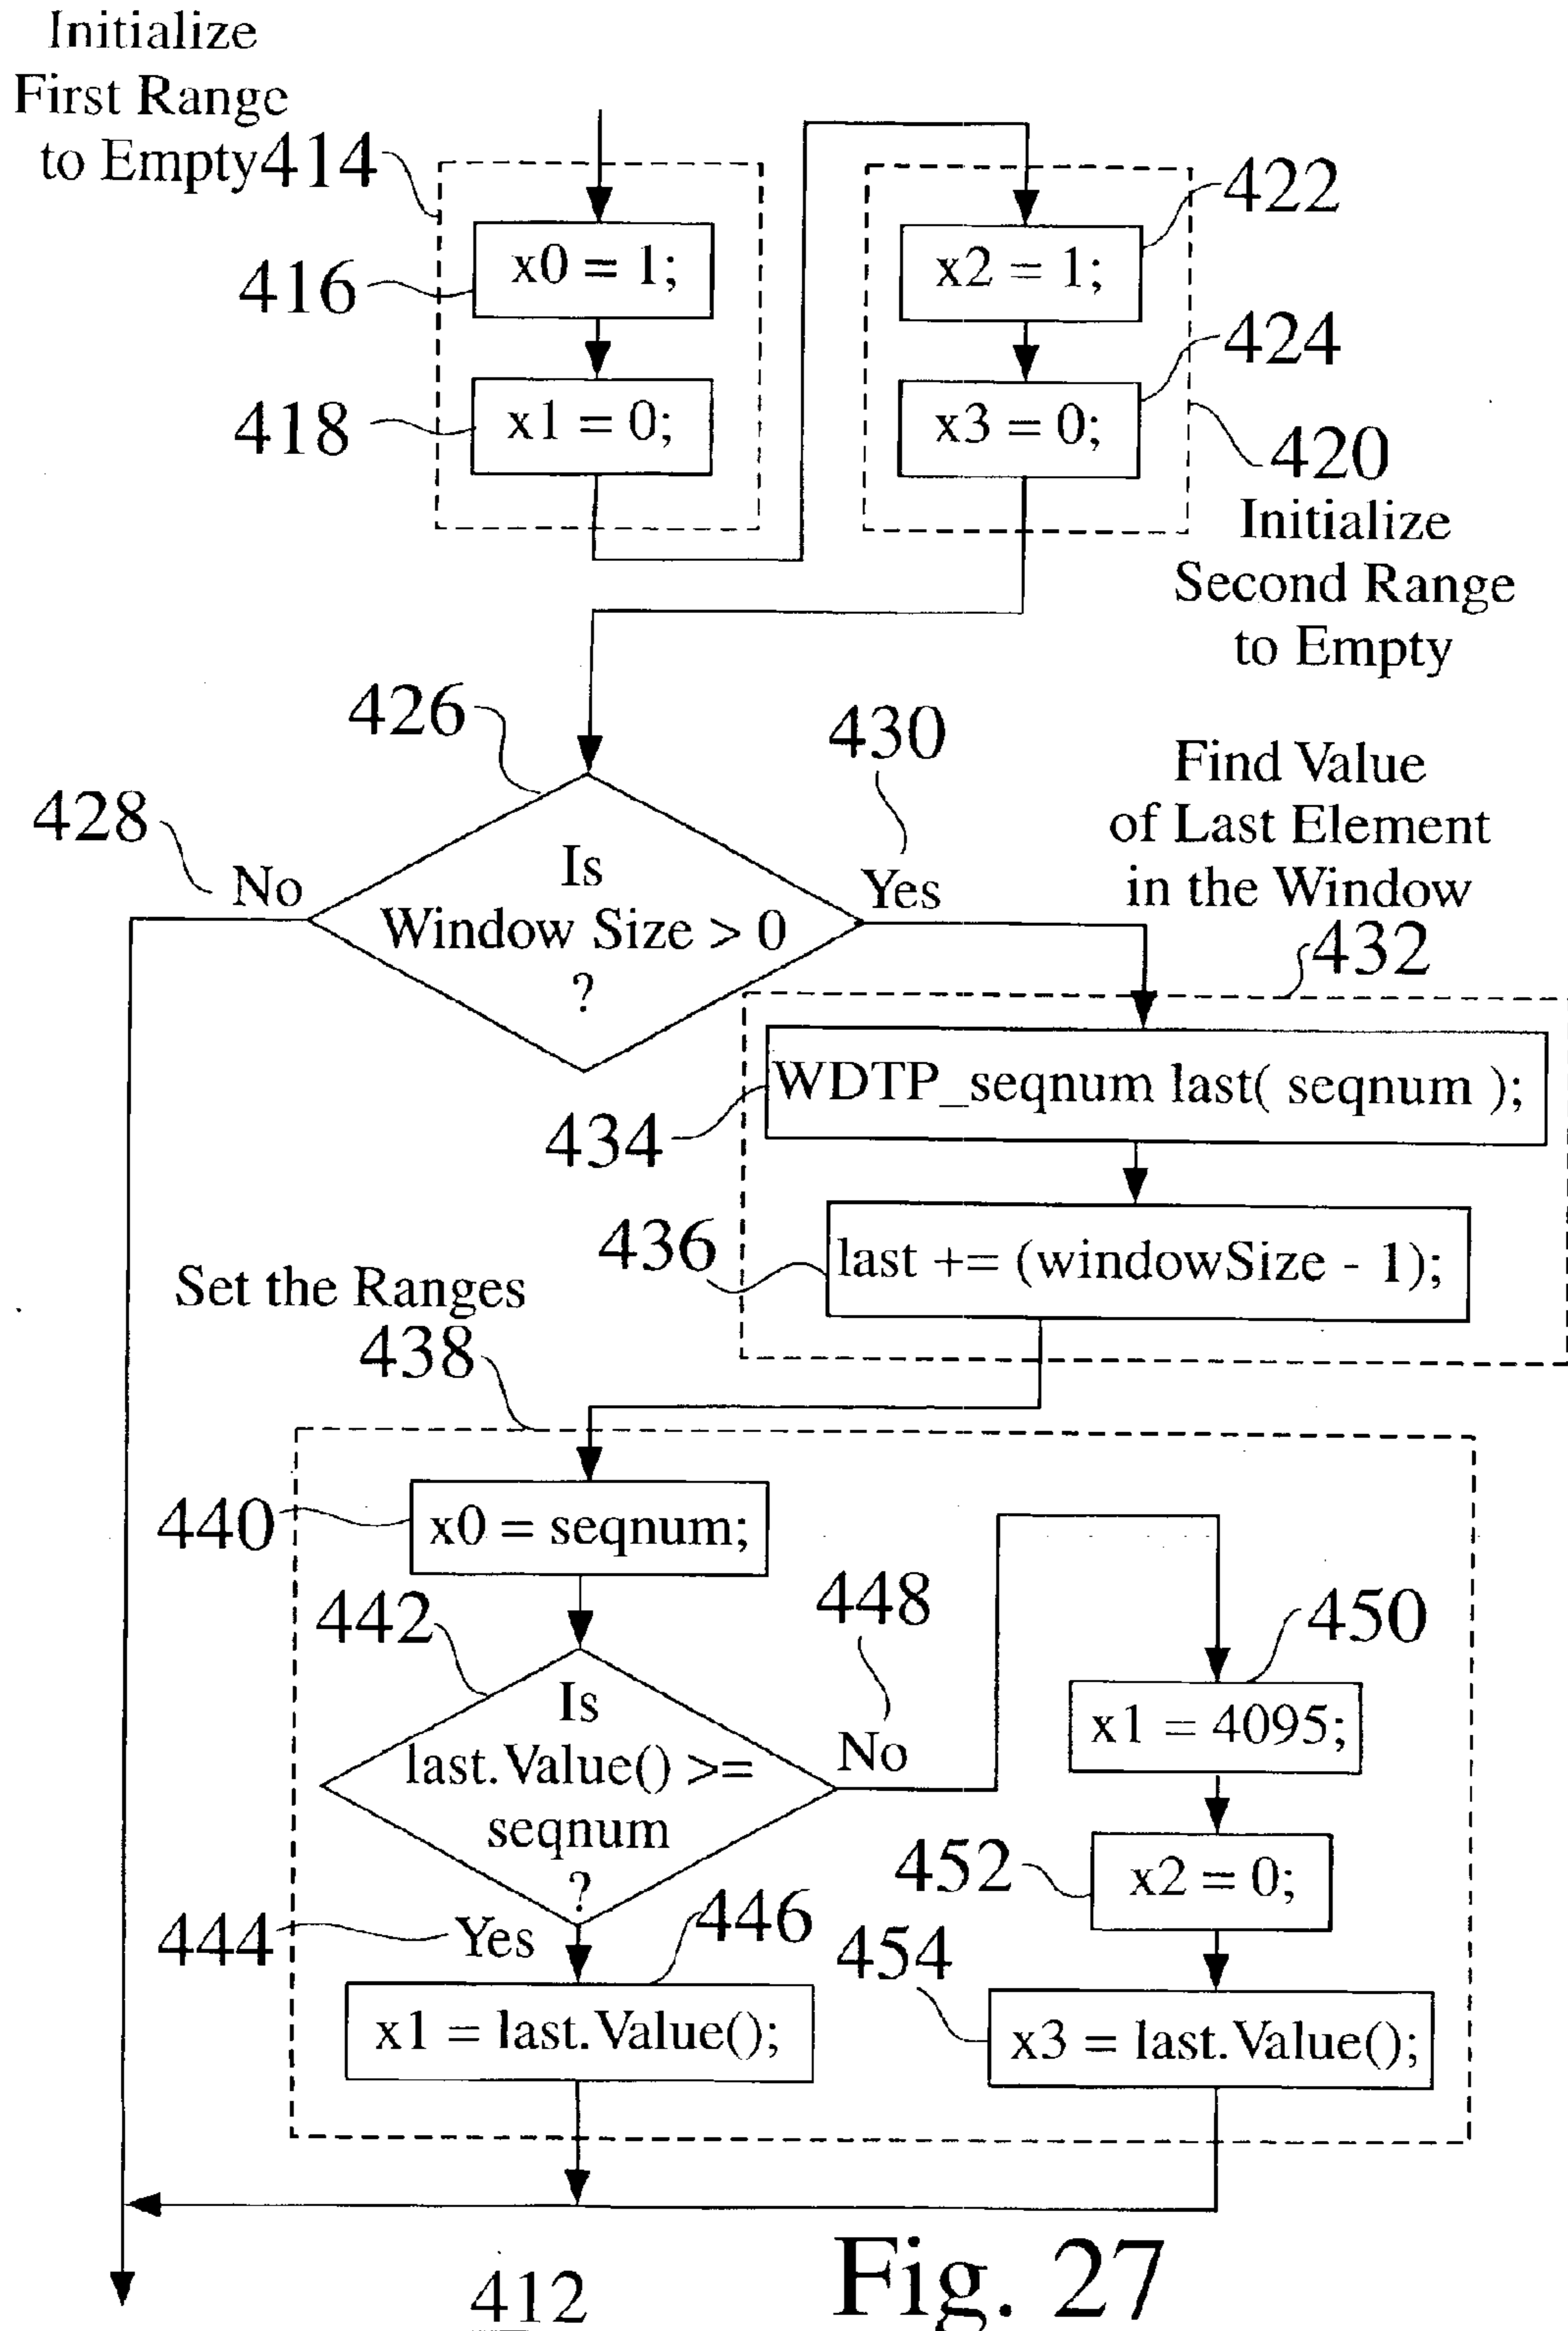 Initialize
First Range
to Empty 414
416
x0 = 1;
418
x1 = 0;
422
x2 = 1;
424
x3 = 0;
420
Initialize
Second Range
to Empty
426
428
No
Is
Window Size > 0
?
430
Yes
Find Value
of Last Element
in the Window
432
434
WDTP_seqnum last( seqnum );
436
last += (windowSize - 1);
Set the Ranges
438
440
x0 = seqnum;
442
Is
last.Value() >=
seqnum
?
448
No
450
x1 = 4095;
452
x2 = 0;
444
Yes
446
x1 = last.Value();
454
x3 = last.Value();
412
Fig. 27